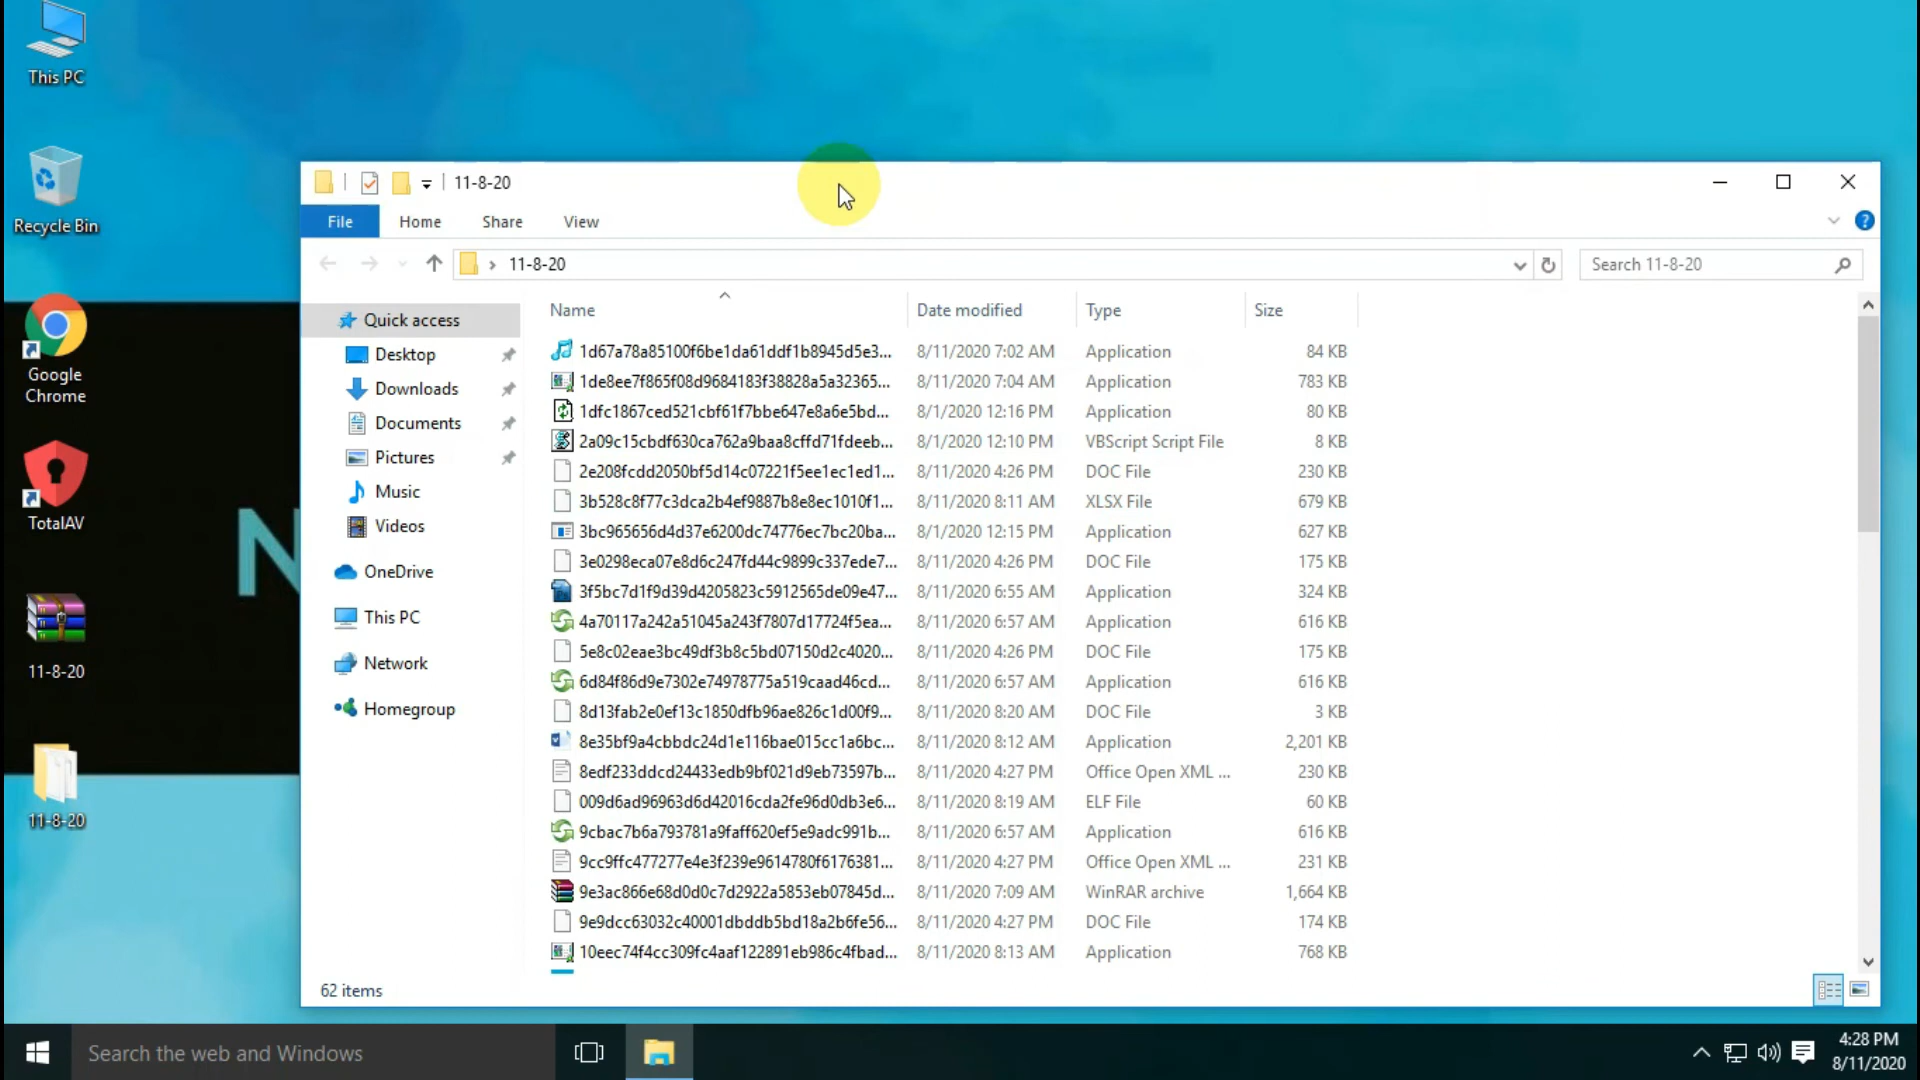 This PC
Recycle Bin
Google
Chrome
TotalAV
11-8-20
11-8-20
N
11-8-20
File Home Share View
11-8-20
Search 11-8-20
Quick access
Desktop
Downloads
Documents
Pictures
Music
Videos
OneDrive
This PC
Network
Homegroup
Name Date modified Type Size
1d67a78a85100f6be1da61ddf1b8945d5e3... 8/11/2020 7:02 AM Application 84 KB
1de8ee7f865f08d9684183f38828a5a32365... 8/11/2020 7:04 AM Application 783 KB
1dfc1867ced521cbf61f7bbe647e8a6e5bd... 8/1/2020 12:16 PM Application 80 KB
2a09c15cbdf630ca762a9baa8cffd71fdeeb... 8/1/2020 12:10 PM VBScript Script File 8 KB
2e208fcdd2050bf5d14c07221f5ee1ec1ed1... 8/11/2020 4:26 PM DOC File 230 KB
3b528c8f77c3dca2b4ef9887b8e8ec1010f1... 8/11/2020 8:11 AM XLSX File 679 KB
3bc965656d4d37e6200dc74776ec7bc20ba... 8/1/2020 12:15 PM Application 627 KB
3e0298eca07e8d6c247fd44c9899c337ede7... 8/11/2020 4:26 PM DOC File 175 KB
3f5bc7d1f9d39d4205823c5912565de09e47... 8/11/2020 6:55 AM Application 324 KB
4a70117a242a51045a243f7807d17724f5ea... 8/11/2020 6:57 AM Application 616 KB
5e8c02eae3bc49df3b8c5bd07150d2c4020... 8/11/2020 4:26 PM DOC File 175 KB
6d84f86d9e7302e74978775a519caad46cd... 8/11/2020 6:57 AM Application 616 KB
8d13fab2e0ef13c1850dfb96ae826c1d00f9... 8/11/2020 8:20 AM DOC File 3 KB
8e35bf9a4cbbdc24d1e116bae015cc1a6bc... 8/11/2020 8:12 AM Application 2,201 KB
8edf233ddcd24433edb9bf021d9eb73597b... 8/11/2020 4:27 PM Office Open XML ... 230 KB
009d6ad96963d6d42016cda2fe96d0db3e6... 8/11/2020 8:19 AM ELF File 60 KB
9cbac7b6a793781a9faff620ef5e9adc991b... 8/11/2020 6:57 AM Application 616 KB
9cc9ffc477277e4e3f239e9614780f6176381... 8/11/2020 4:27 PM Office Open XML ... 231 KB
9e3ac866e68d0d0c7d2922a5853eb07845d... 8/11/2020 7:09 AM WinRAR archive 1,664 KB
9e9dcc63032c40001dbddb5bd18a2b6fe56... 8/11/2020 4:27 PM DOC File 174 KB
10eec74f4cc309fc4aaf122891eb986c4fbad... 8/11/2020 8:13 AM Application 768 KB
62 items
Search the web and Windows
4:28 PM
8/11/2020